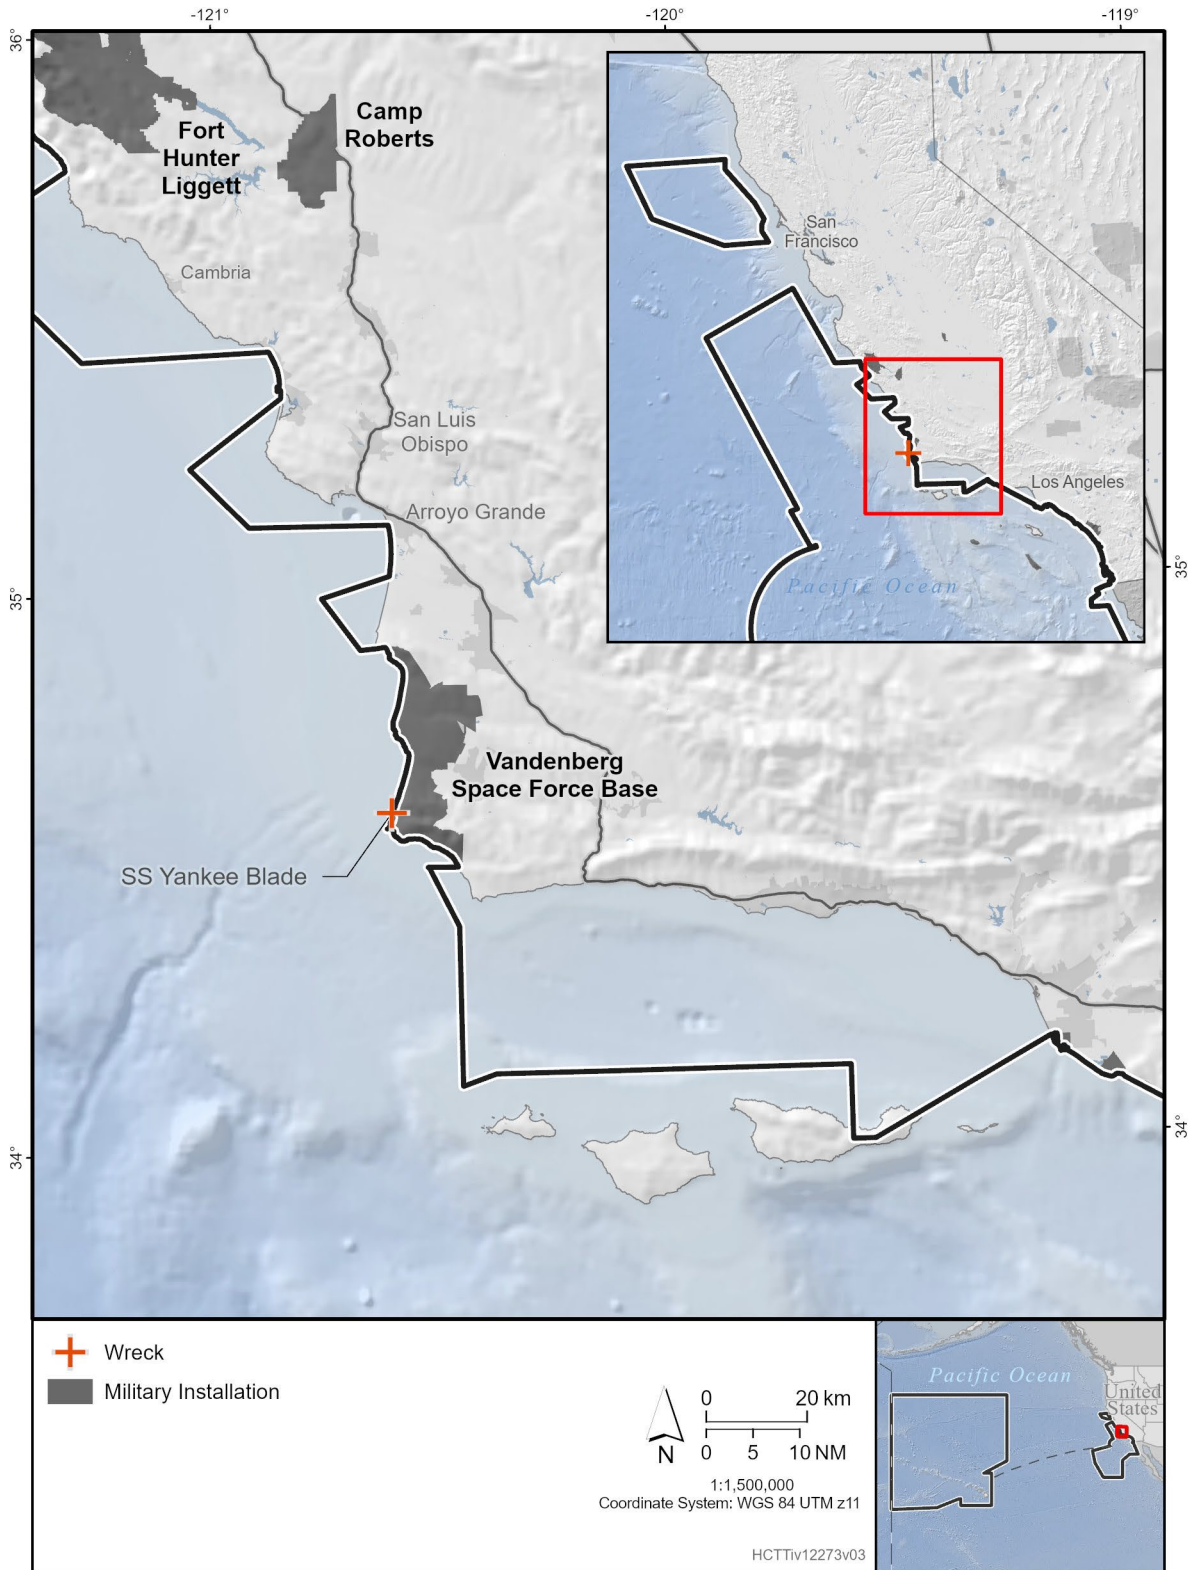 -121°
-120°
-119°
36°
Fort
Hunter
Liggett
Camp
Roberts
Cambria
San Luis
Obispo
Arroyo Grande
35°
35°
Vandenberg
Space Force Base
SS Yankee Blade
34°
34°
San
Francisco
Los Angeles
Pacific Ocean
Wreck
Military Installation
N
0 20 km
0 5 10 NM
1:1,500,000
Coordinate System: WGS 84 UTM z11
HCTTiv12273v03
Pacific Ocean
United
States